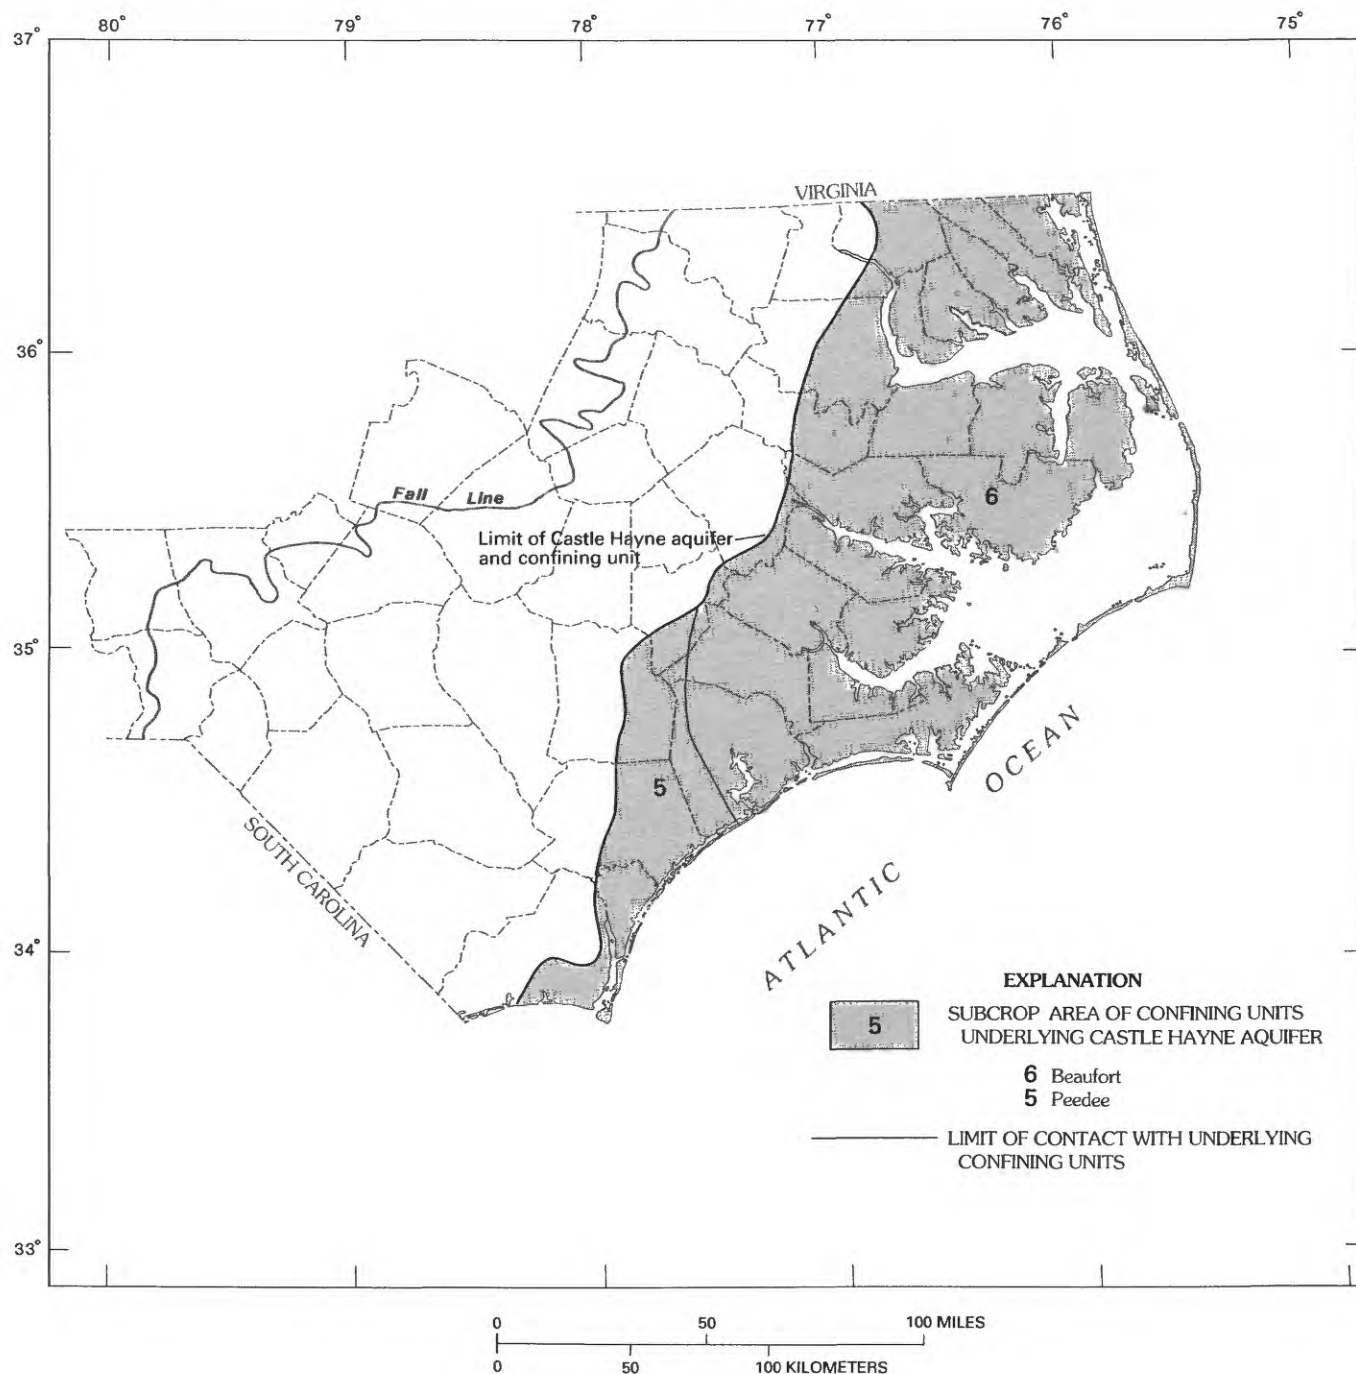 80° 79° 78° 77° 76° 75°
37°
VIRGINIA
36°
Fall Line
6
Limit of Castle Hayne aquifer
and confining unit
35°
OCEAN
5
SOUTH CAROLINA
ATLANTIC
34°
EXPLANATION
5
SUBCROP AREA OF CONFINING UNITS
UNDERLYING CASTLE HAYNE AQUIFER
6 Beaufort
5 Peedee
LIMIT OF CONTACT WITH UNDERLYING
CONFINING UNITS
33°
0 50 100 MILES
0 50 100 KILOMETERS